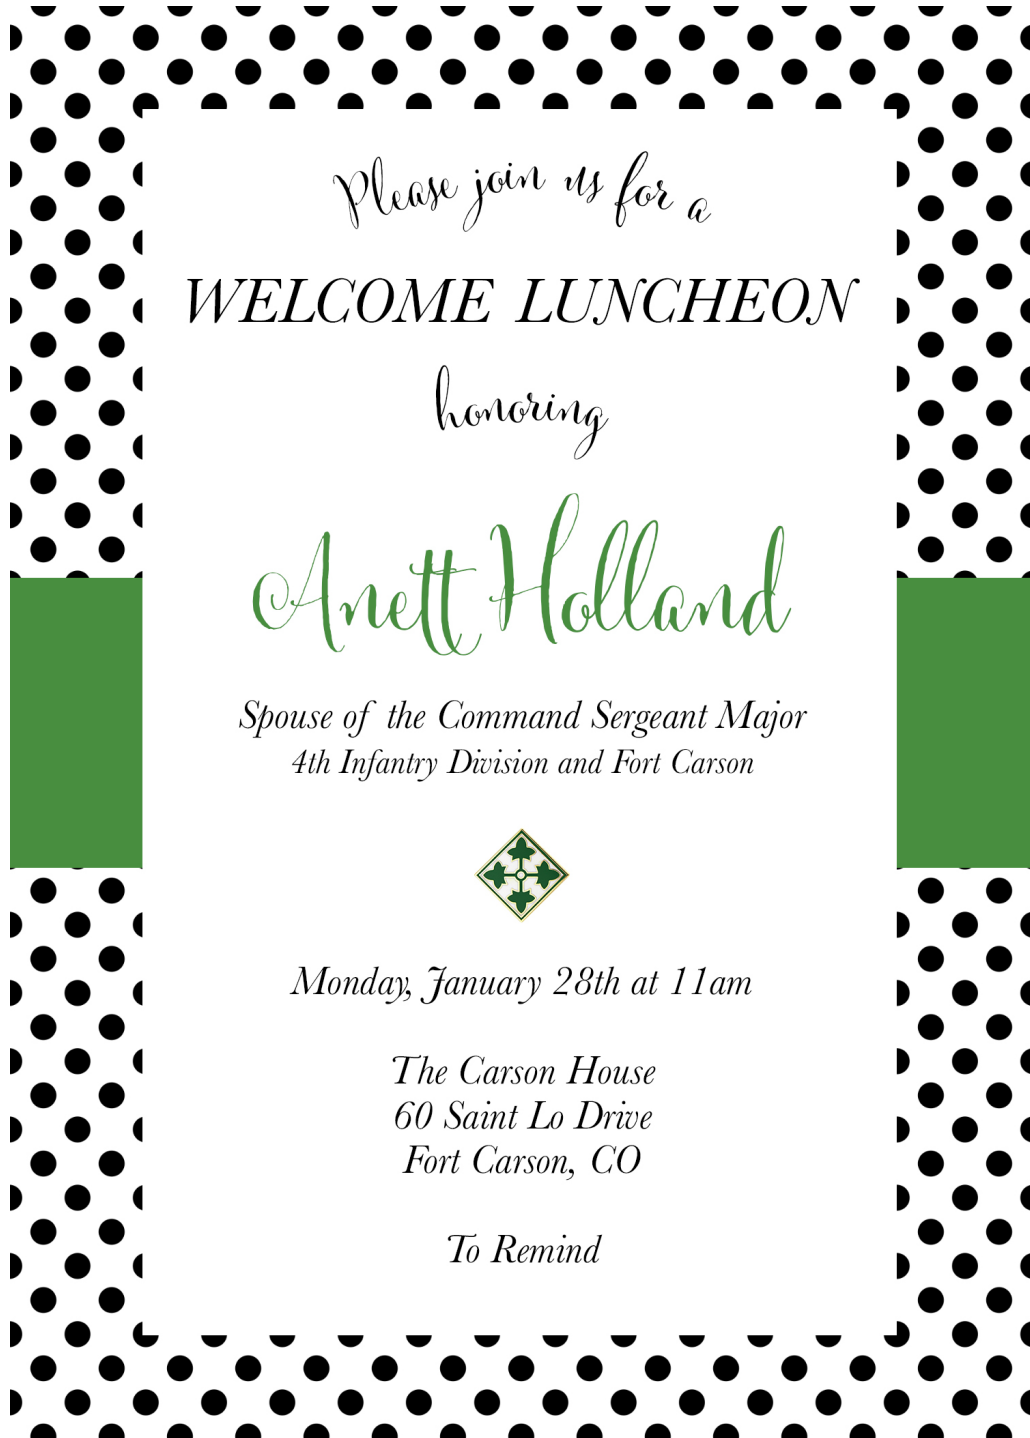 Please join us for a
WELCOME LUNCHEON
honoring
Anett Holland
Spouse of the Command Sergeant Major
4th Infantry Division and Fort Carson
Monday, January 28th at 11am
The Carson House
60 Saint Lo Drive
Fort Carson, CO
To Remind